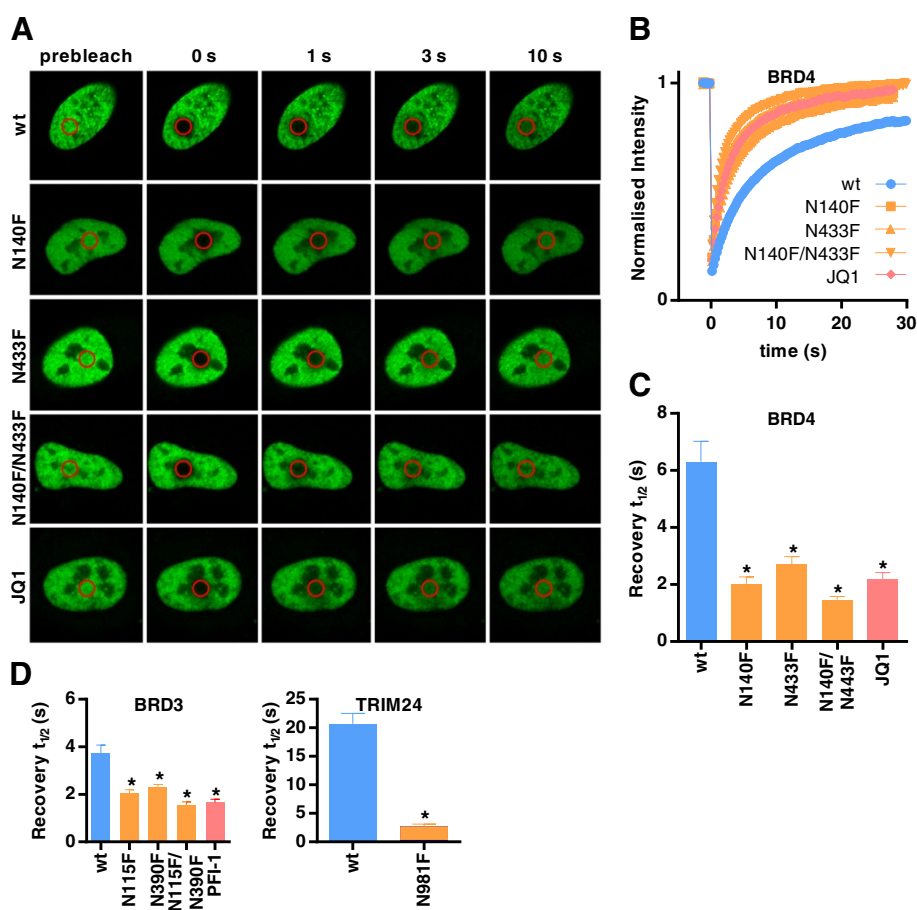 A
prebleach 0 s 1 s 3 s 10 s
wt
N140F
N433F
N140F/N433F
JQ1
B
BRD4
Normalised Intensity
1
0
wt
N140F
N433F
N140F/N433F
JQ1
0 10 20 30
time (s)
C
BRD4
Recovery t1/2 (s)
8
6
4
2
0
wt
N140F
N433F
N140F/
N443F
JQ1
* * * *
D
BRD3
Recovery t1/2 (s)
6
4
2
0
* * * *
wt
N115F
N390F
N115F/
N390F
PFI-1
TRIM24
Recovery t1/2 (s)
25
20
15
10
5
0
*
wt
N981F